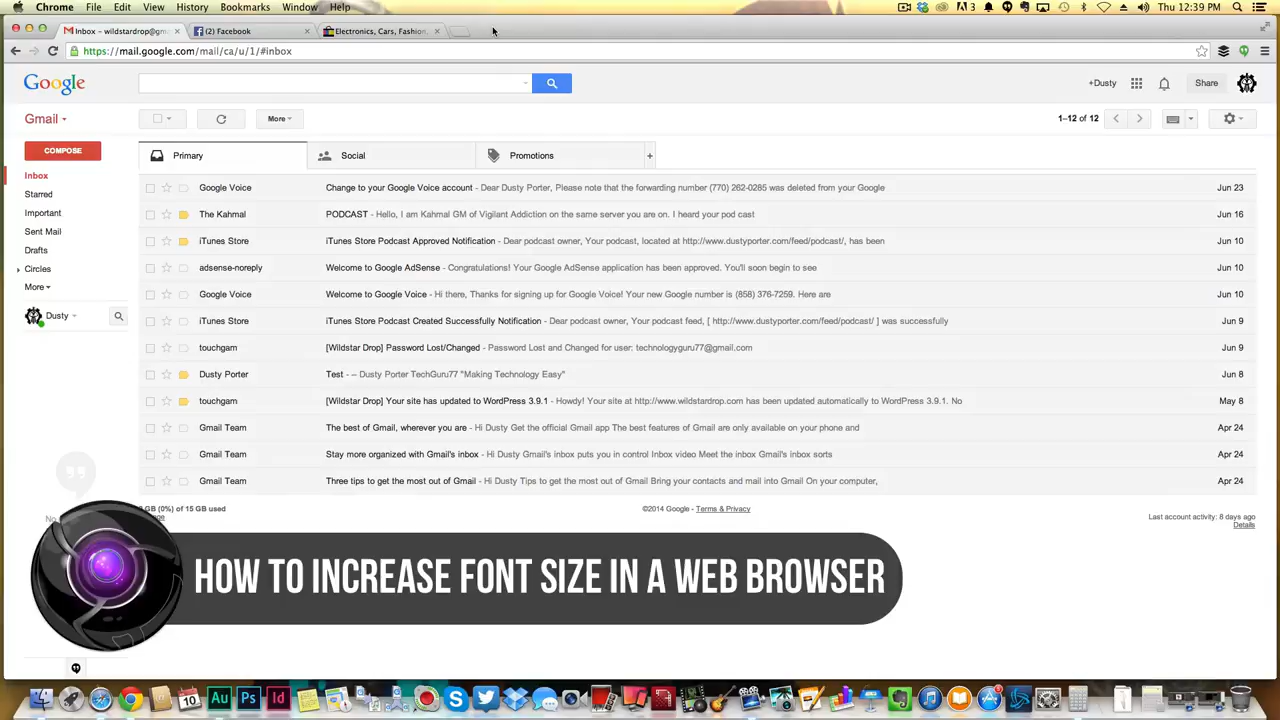 Chrome File Edit View History Bookmarks Window Help 3 Thu 12:39 PM
Inbox – wildstardrop@gm (2) Facebook Electronics, Cars, Fashion,
https://mail.google.com/mail/ca/u/1/#inbox
Google +Dusty Share
Gmail More 1–12 of 12
COMPOSE Primary Social Promotions +
Inbox
Starred
Important
Sent Mail
Drafts
Circles
More
Dusty
Google Voice Change to your Google Voice account - Dear Dusty Porter, Please note that the forwarding number (770) 262-0285 was deleted from your Google Jun 23
The Kahmal PODCAST - Hello, I am Kahmal GM of Vigilant Addiction on the same server you are on. I heard your pod cast Jun 16
iTunes Store iTunes Store Podcast Approved Notification - Dear podcast owner, Your podcast, located at http://www.dustyporter.com/feed/podcast/, has been Jun 10
adsense-noreply Welcome to Google AdSense - Congratulations! Your Google AdSense application has been approved. You'll soon begin to see Jun 10
Google Voice Welcome to Google Voice - Hi there, Thanks for signing up for Google Voice! Your new Google number is (858) 376-7259. Here are Jun 10
iTunes Store iTunes Store Podcast Created Successfully Notification - Dear podcast owner, Your podcast feed, [ http://www.dustyporter.com/feed/podcast/ ] was successfully Jun 9
touchgam [Wildstar Drop] Password Lost/Changed - Password Lost and Changed for user: technologyguru77@gmail.com Jun 9
Dusty Porter Test - -- Dusty Porter TechGuru77 "Making Technology Easy" Jun 8
touchgam [Wildstar Drop] Your site has updated to WordPress 3.9.1 - Howdy! Your site at http://www.wildstardrop.com has been updated automatically to WordPress 3.9.1. No May 8
Gmail Team The best of Gmail, wherever you are - Hi Dusty Get the official Gmail app The best features of Gmail are only available on your phone and Apr 24
Gmail Team Stay more organized with Gmail's inbox - Hi Dusty Gmail's inbox puts you in control Inbox video Meet the inbox Gmail's inbox sorts Apr 24
Gmail Team Three tips to get the most out of Gmail - Hi Dusty Tips to get the most out of Gmail Bring your contacts and mail into Gmail On your computer, Apr 24
GB (0%) of 15 GB used ©2014 Google - Terms & Privacy Last account activity: 8 days ago
No Details
HOW TO INCREASE FONT SIZE IN A WEB BROWSER
10 Au Ps Id